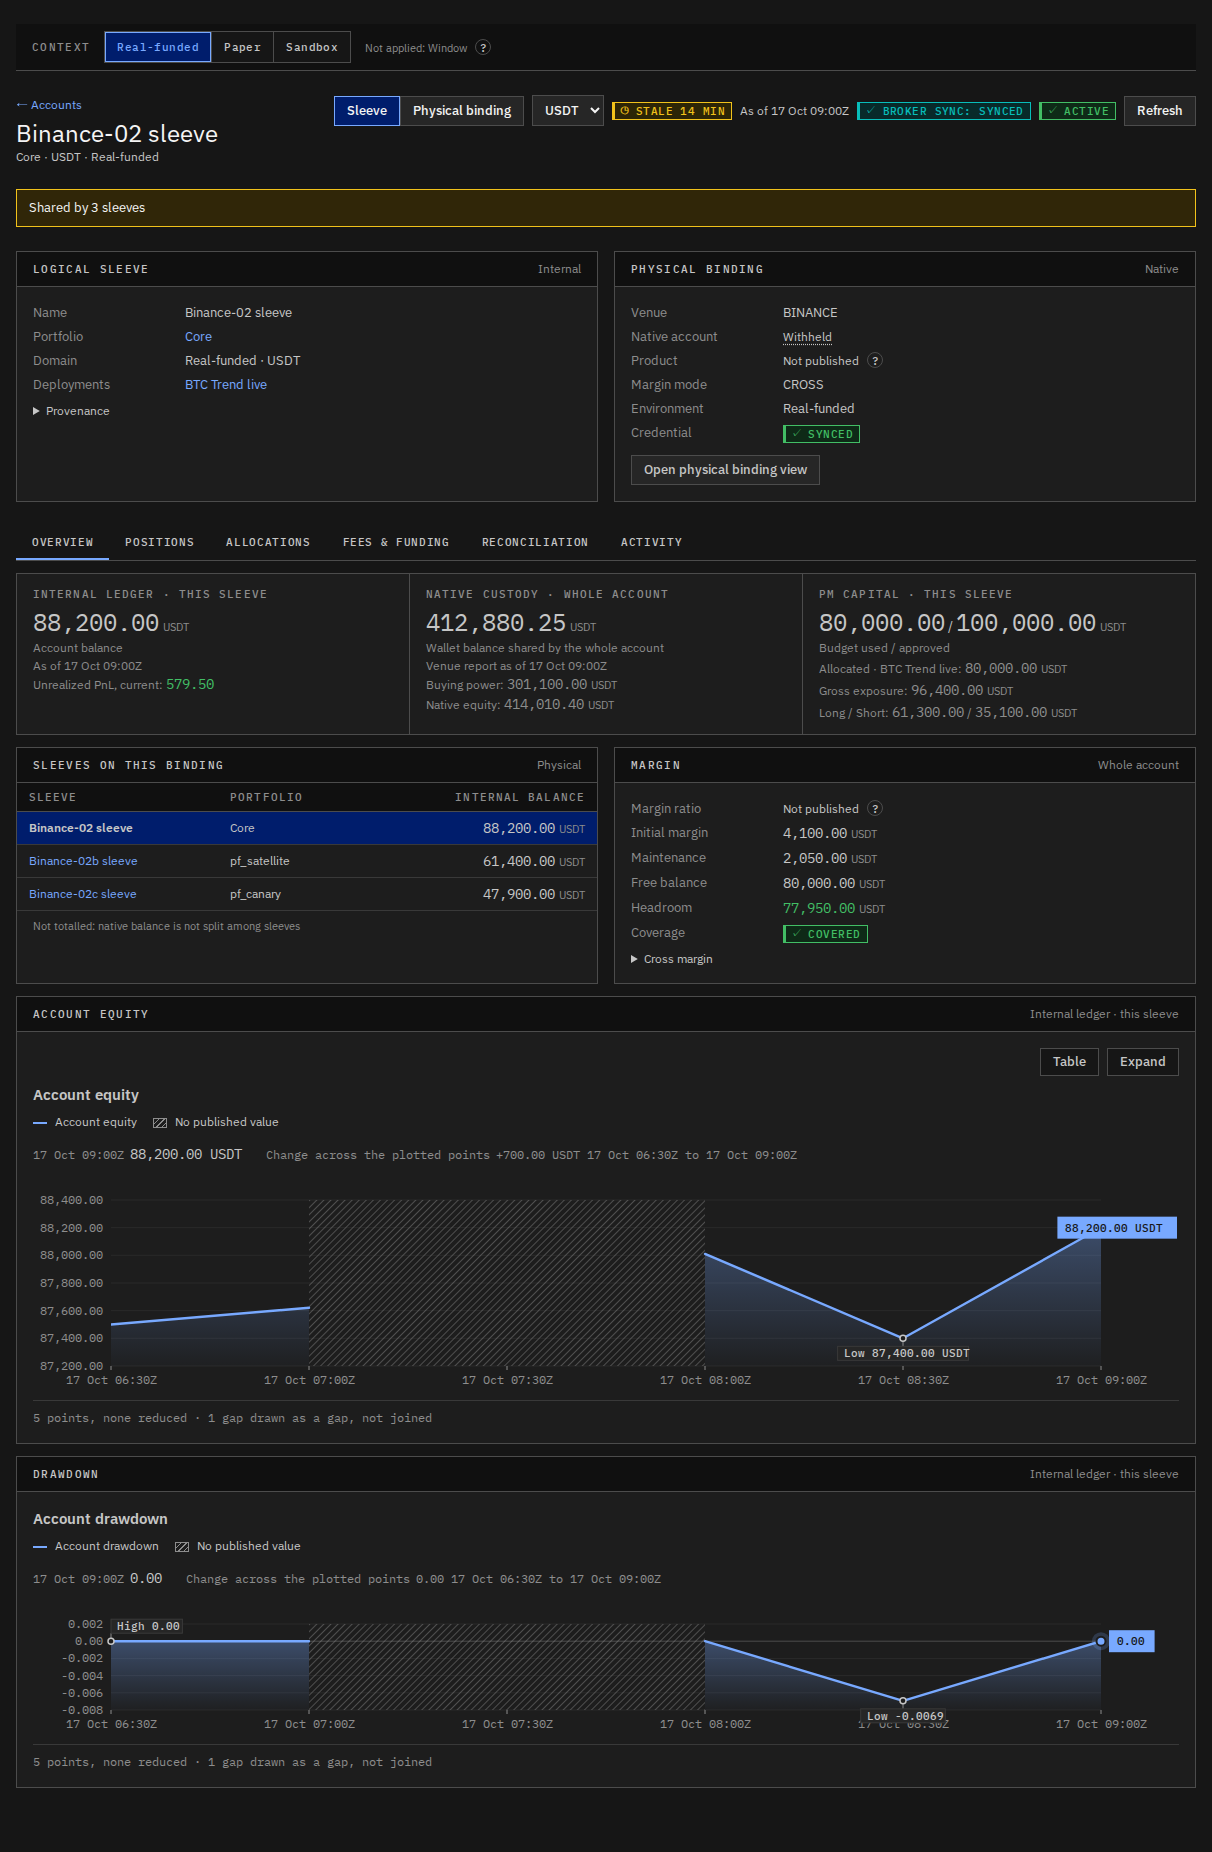 CONTEXT Real-funded Paper Sandbox Not applied: Window ?
← Accounts
Sleeve Physical binding USDT STALE 14 MIN As of 17 Oct 09:00Z ✓ BROKER SYNC: SYNCED ✓ ACTIVE Refresh
Binance-02 sleeve
Core · USDT · Real-funded
Shared by 3 sleeves
LOGICAL SLEEVE Internal
Name Binance-02 sleeve
Portfolio Core
Domain Real-funded · USDT
Deployments BTC Trend live
Provenance
PHYSICAL BINDING Native
Venue BINANCE
Native account Withheld
Product Not published ?
Margin mode CROSS
Environment Real-funded
Credential ✓ SYNCED
Open physical binding view
OVERVIEW POSITIONS ALLOCATIONS FEES & FUNDING RECONCILIATION ACTIVITY
INTERNAL LEDGER · THIS SLEEVE
88,200.00 USDT
Account balance
As of 17 Oct 09:00Z
Unrealized PnL, current: 579.50
NATIVE CUSTODY · WHOLE ACCOUNT
412,880.25 USDT
Wallet balance shared by the whole account
Venue report as of 17 Oct 09:00Z
Buying power: 301,100.00 USDT
Native equity: 414,010.40 USDT
PM CAPITAL · THIS SLEEVE
80,000.00 / 100,000.00 USDT
Budget used / approved
Allocated · BTC Trend live: 80,000.00 USDT
Gross exposure: 96,400.00 USDT
Long / Short: 61,300.00 / 35,100.00 USDT
SLEEVES ON THIS BINDING Physical
SLEEVE PORTFOLIO INTERNAL BALANCE
Binance-02 sleeve Core 88,200.00 USDT
Binance-02b sleeve pf_satellite 61,400.00 USDT
Binance-02c sleeve pf_canary 47,900.00 USDT
Not totalled: native balance is not split among sleeves
MARGIN Whole account
Margin ratio Not published ?
Initial margin 4,100.00 USDT
Maintenance 2,050.00 USDT
Free balance 80,000.00 USDT
Headroom 77,950.00 USDT
Coverage ✓ COVERED
Cross margin
ACCOUNT EQUITY Internal ledger · this sleeve
Table Expand
Account equity
Account equity No published value
17 Oct 09:00Z 88,200.00 USDT Change across the plotted points +700.00 USDT 17 Oct 06:30Z to 17 Oct 09:00Z
88,400.00
88,200.00 88,200.00 USDT
88,000.00
87,800.00
87,600.00
87,400.00
Low 87,400.00 USDT
87,200.00
17 Oct 06:30Z 17 Oct 07:00Z 17 Oct 07:30Z 17 Oct 08:00Z 17 Oct 08:30Z 17 Oct 09:00Z
5 points, none reduced · 1 gap drawn as a gap, not joined
DRAWDOWN Internal ledger · this sleeve
Account drawdown
Account drawdown No published value
17 Oct 09:00Z 0.00 Change across the plotted points 0.00 17 Oct 06:30Z to 17 Oct 09:00Z
0.002 High 0.00
0.00 0.00
-0.002
-0.004
-0.006
-0.008
Low -0.0069
17 Oct 06:30Z 17 Oct 07:00Z 17 Oct 07:30Z 17 Oct 08:00Z 17 Oct 08:30Z 17 Oct 09:00Z
5 points, none reduced · 1 gap drawn as a gap, not joined